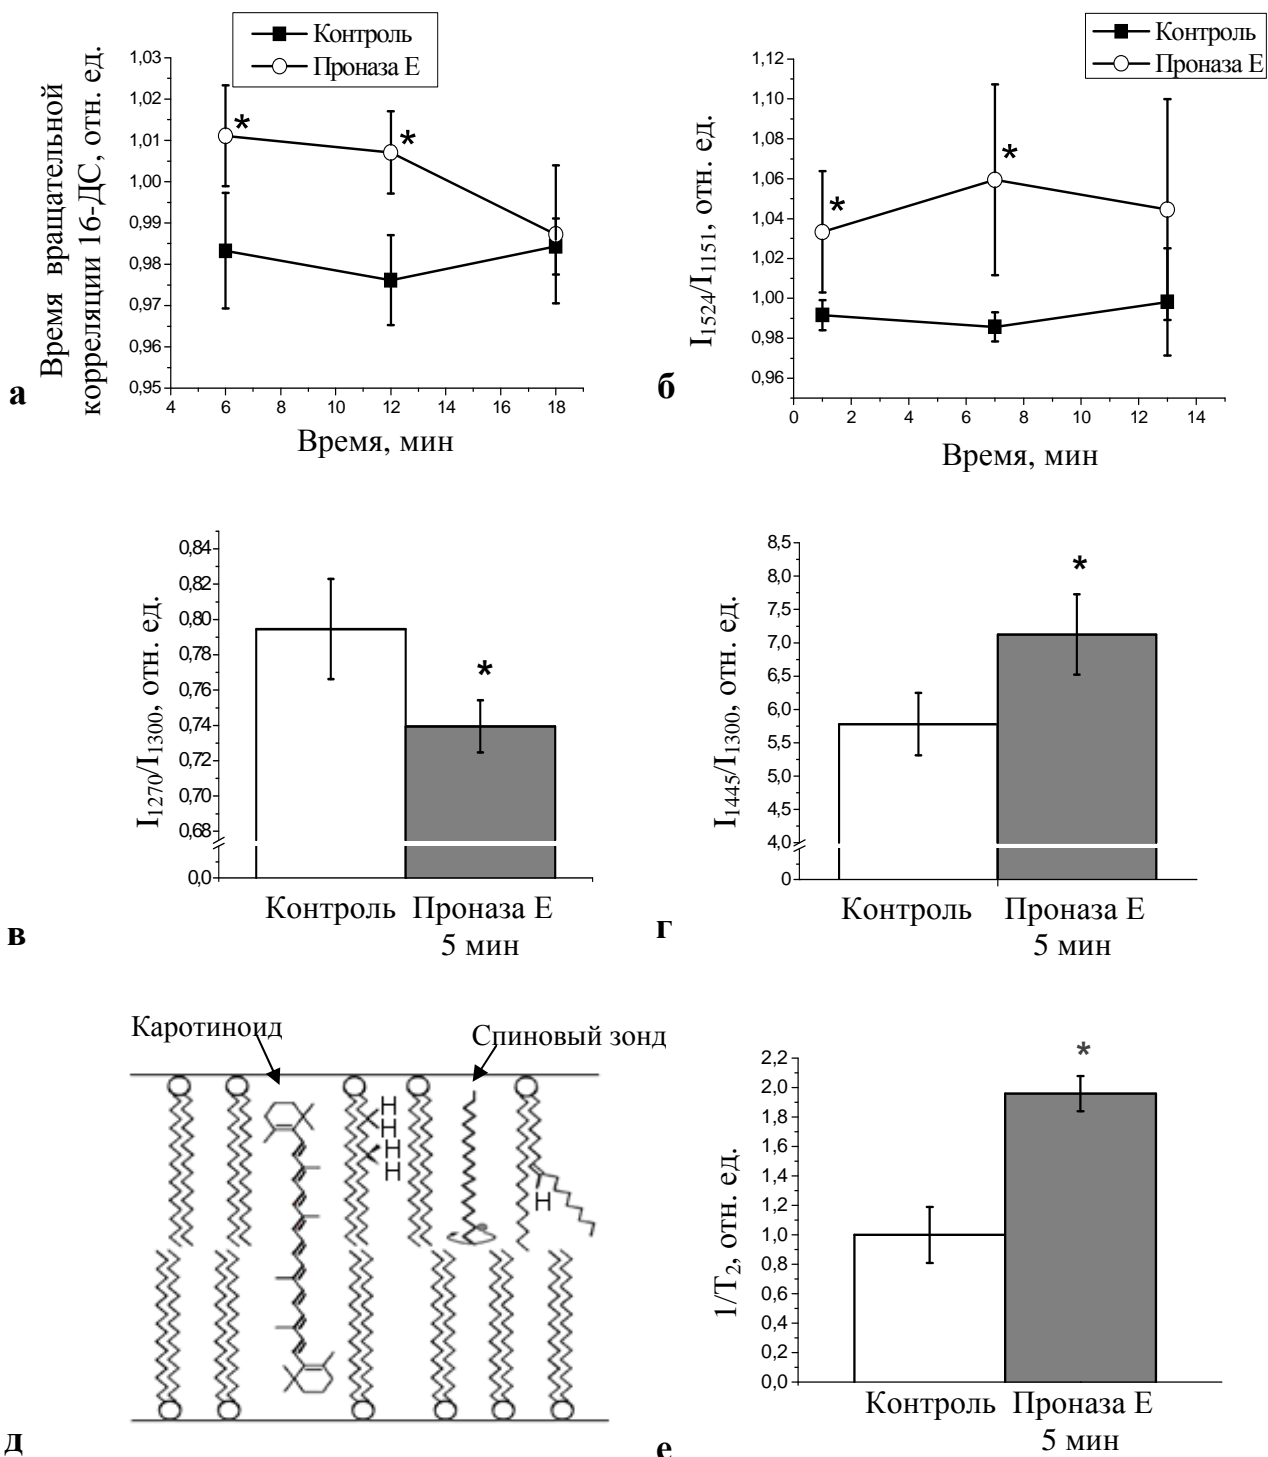 Контроль
Проназа Е
Время вращательной
корреляции 16-ДС, отн. ед.
1,03
1,02
1,01
1,00
0,99
0,98
0,97
0,96
0,95
*
*
4 6 8 10 12 14 16 18
Время, мин
а
Контроль
Проназа Е
I1524/I1151, отн. ед.
1,12
1,10
1,08
1,06
1,04
1,02
1,00
0,98
0,96
*
*
0 2 4 6 8 10 12 14
Время, мин
б
I1270/I1300, отн. ед.
0,84
0,82
0,80
0,78
0,76
0,74
0,72
0,70
0,68
0,0
*
Контроль Проназа Е
5 мин
в
I1445/I1300, отн. ед.
8,5
8,0
7,5
7,0
6,5
6,0
5,5
5,0
4,5
4,0
0
*
Контроль Проназа Е
5 мин
г
Каротиноид
Спиновый зонд
H
H
H
H
H
д
1/T2, отн. ед.
2,2
2,0
1,8
1,6
1,4
1,2
1,0
0,8
0,6
0,4
0,2
0,0
*
Контроль Проназа Е
5 мин
е